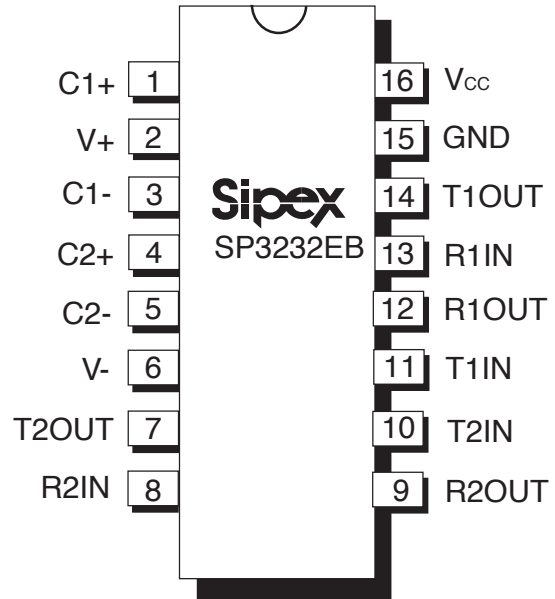 C1+ 1 16 Vcc
V+ 2 15 GND
C1- 3 Sipex 14 T1OUT
C2+ 4 SP3232EB 13 R1IN
C2- 5 12 R1OUT
V- 6 11 T1IN
T2OUT 7 10 T2IN
R2IN 8 9 R2OUT